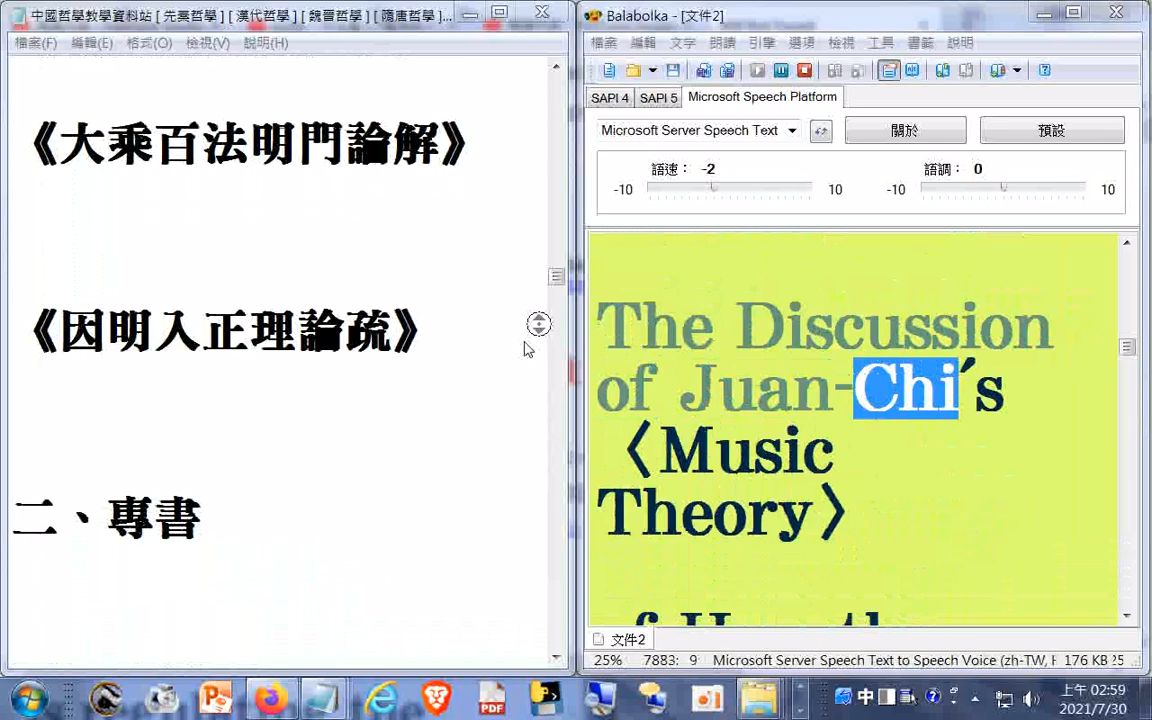 中國哲學教學資料站 [ 先秦哲學 ] [ 漢代哲學 ] [ 魏晉哲學 ] [ 隋唐哲學 ]...
檔案(F) 編輯(E) 格式(O) 檢視(V) 說明(H)
《大乘百法明門論解》
《因明入正理論疏》
二、專書
Balabolka - [文件2]
檔案 編輯 文字 朗讀 引擎 選項 檢視 工具 書籤 說明
SAPI 4 SAPI 5 Microsoft Speech Platform
Microsoft Server Speech Text 關於 預設
語速： -2 語調： 0
-10 10 -10 10
The Discussion
of Juan-Chi´s
〈Music
Theory〉
文件2
25% 7883: 9 Microsoft Server Speech Text to Speech Voice (zh-TW, 176 KB
PDF
中
上午 02:59
2021/7/30